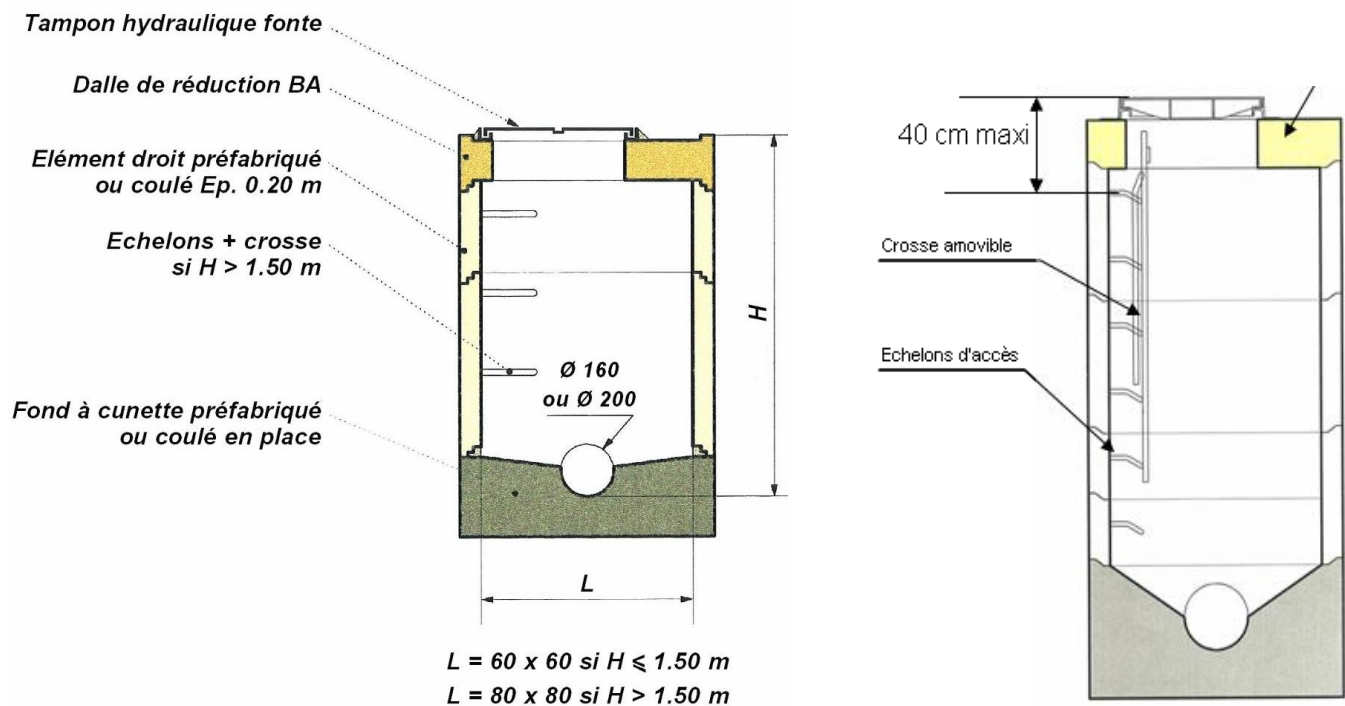 Tampon hydraulique fonte
Dalle de réduction BA
Elément droit préfabriqué
ou coulé Ep. 0.20 m
Echelons + crosse
si H > 1.50 m
Fond à cunette préfabriqué
ou coulé en place
Ø 160
ou Ø 200
H
L
L = 60 x 60 si H ⩽ 1.50 m
L = 80 x 80 si H > 1.50 m
40 cm maxi
Crosse amovible
Echelons d'accès